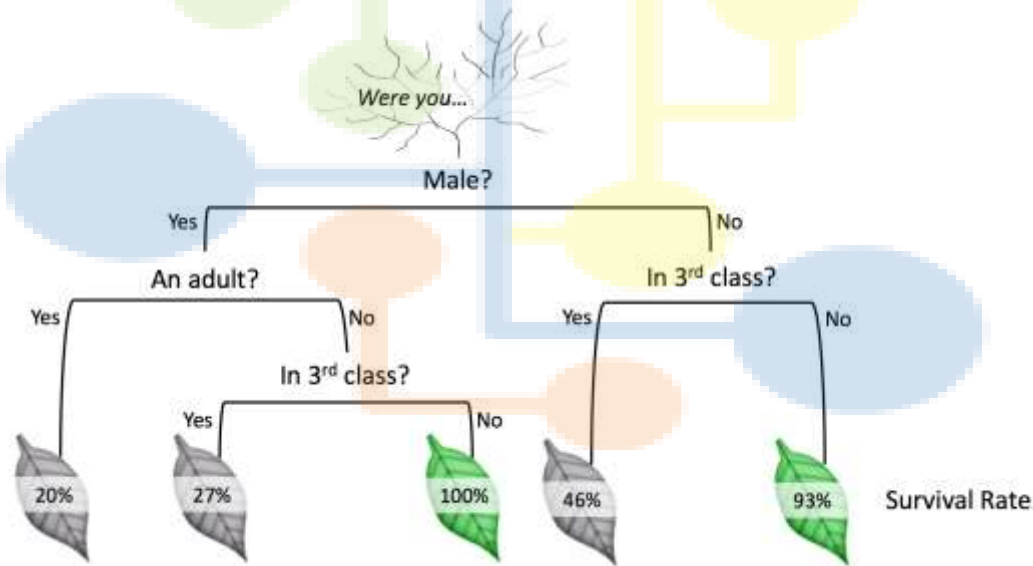 Were you...
Male?
Yes
No
An adult?
In 3rd class?
Yes
No
Yes
No
In 3rd class?
Yes
No
20%
27%
100%
46%
93%
Survival Rate